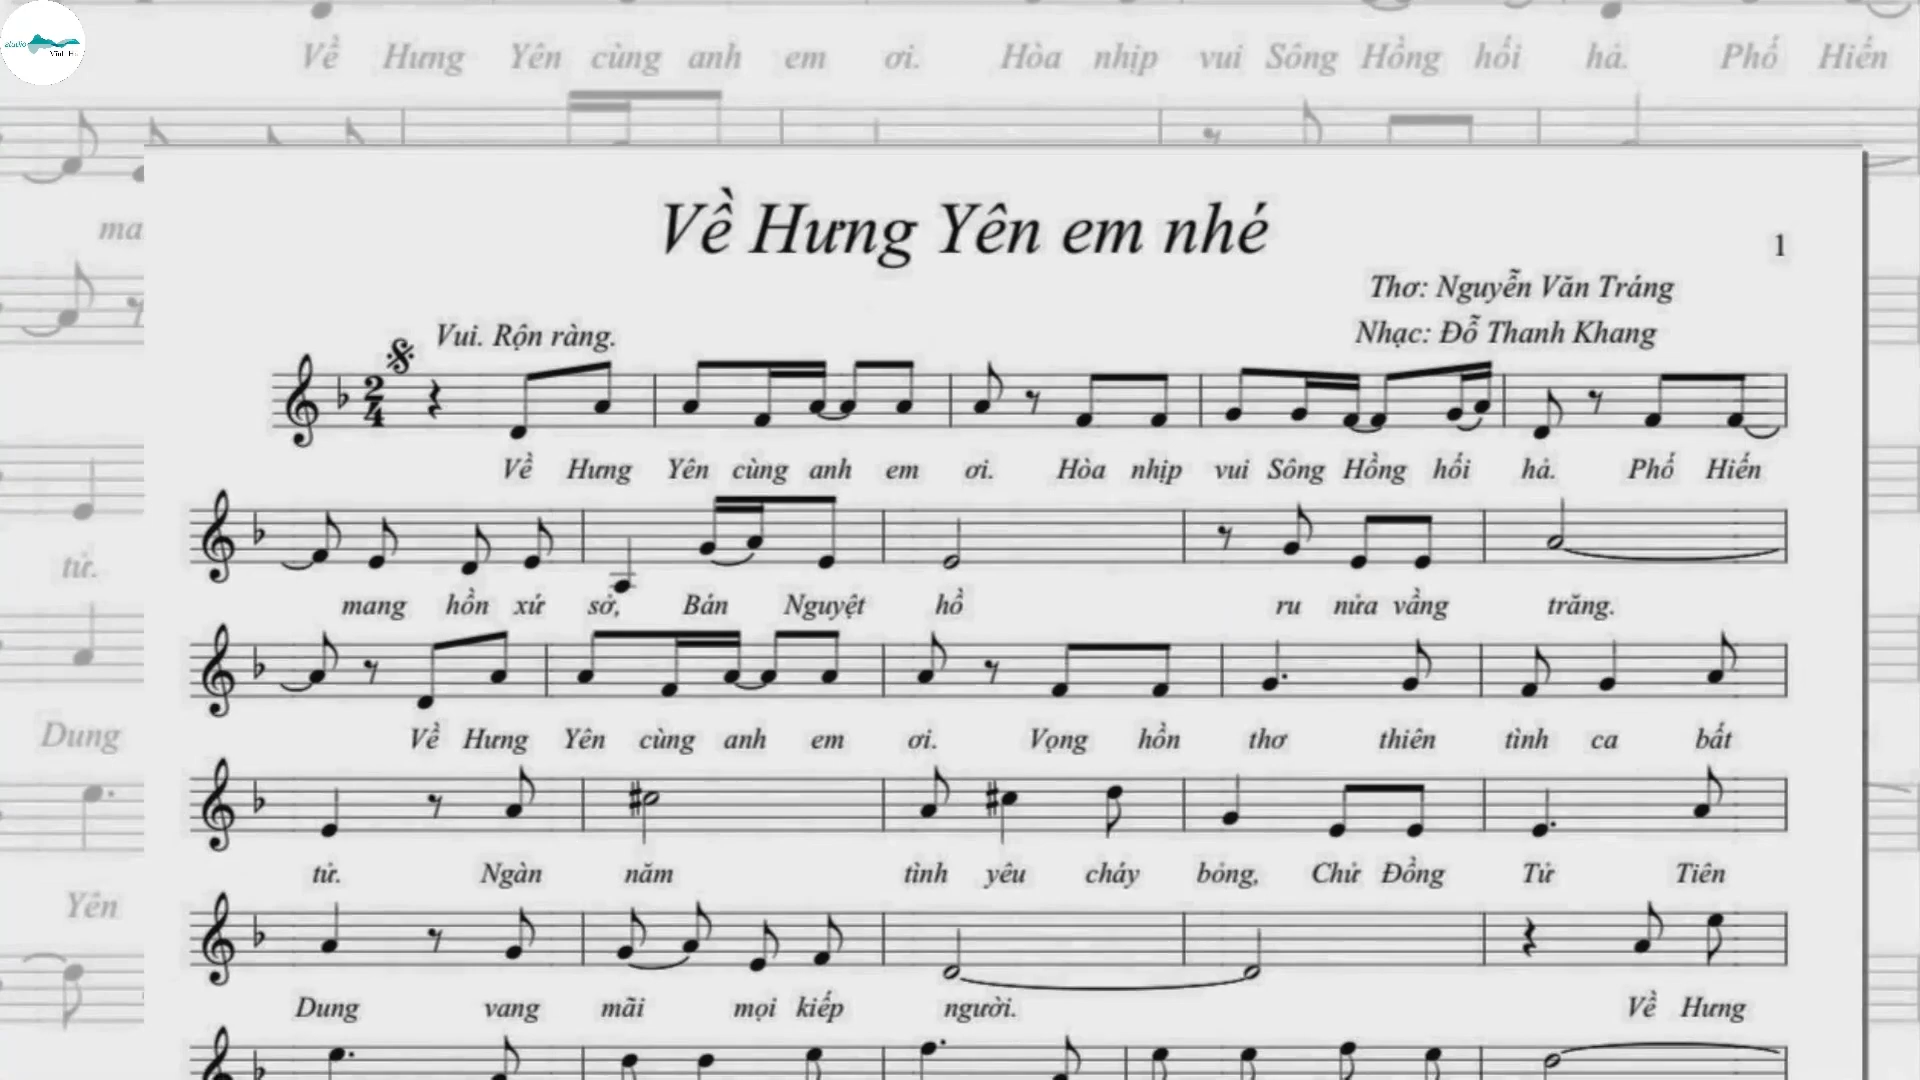 Studio Vĩnh Hà
Về Hưng Yên cùng anh em ơi. Hòa nhịp vui Sông Hồng hối hả. Phố Hiến
Về Hưng Yên em nhé
1
Thơ: Nguyễn Văn Tráng
Vui. Rộn ràng.
Nhạc: Đỗ Thanh Khang
2
4
Về Hưng Yên cùng anh em ơi. Hòa nhịp vui Sông Hồng hối hả. Phố Hiến
mang hồn xứ sở, Bán Nguyệt hồ ru nửa vầng trăng.
Về Hưng Yên cùng anh em ơi. Vọng hồn thơ thiên tình ca bất
tử. Ngàn năm tình yêu cháy bỏng, Chử Đồng Tử Tiên
Dung vang mãi mọi kiếp người. Về Hưng
ma
tử.
Dung
Yên